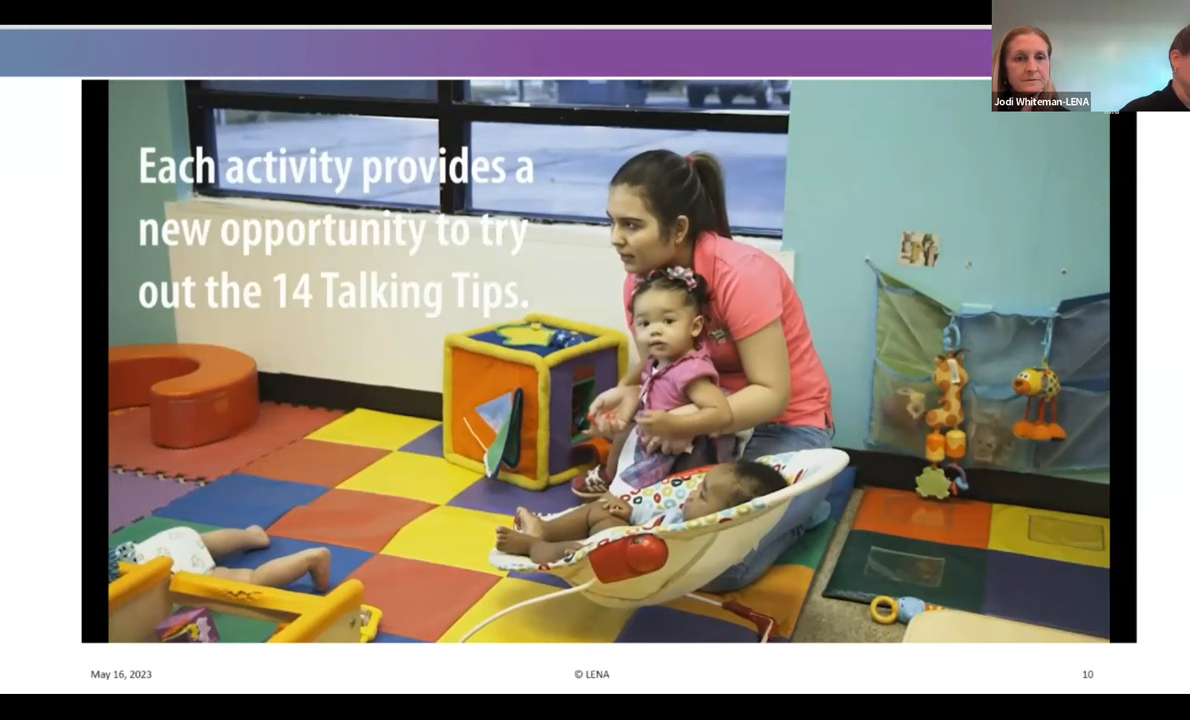 Jodi Whiteman-LENA
Each activity provides a
new opportunity to try
out the 14 Talking Tips.
May 16, 2023
© LENA
10